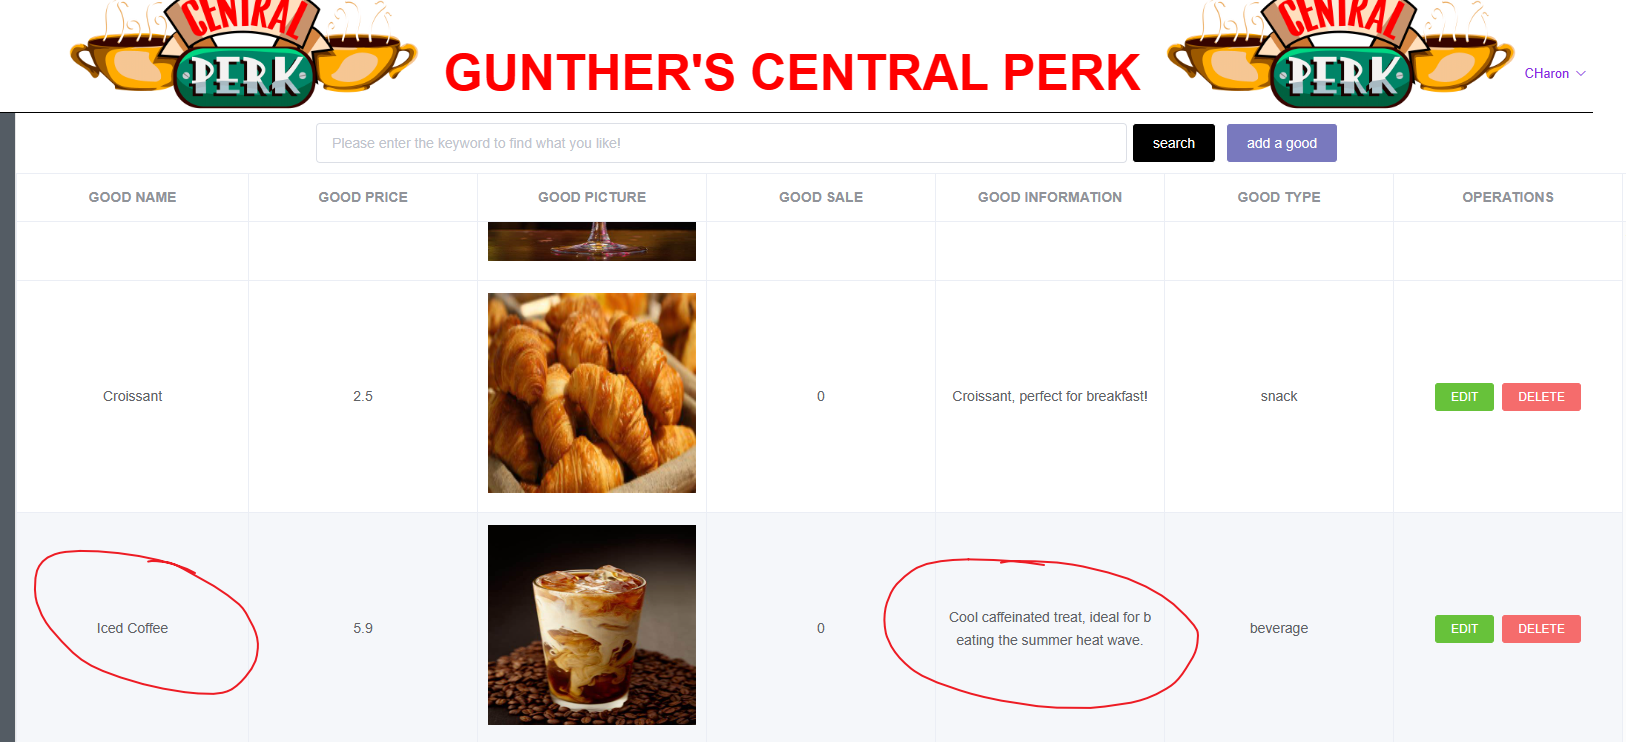 CENTRAL
PERK
GUNTHER'S CENTRAL PERK
CENTRAL
PERK
CHaron
Please enter the keyword to find what you like!
search
add a good
GOOD NAME
GOOD PRICE
GOOD PICTURE
GOOD SALE
GOOD INFORMATION
GOOD TYPE
OPERATIONS
Croissant
2.5
0
Croissant, perfect for breakfast!
snack
EDIT
DELETE
Iced Coffee
5.9
0
Cool caffeinated treat, ideal for b
eating the summer heat wave.
beverage
EDIT
DELETE